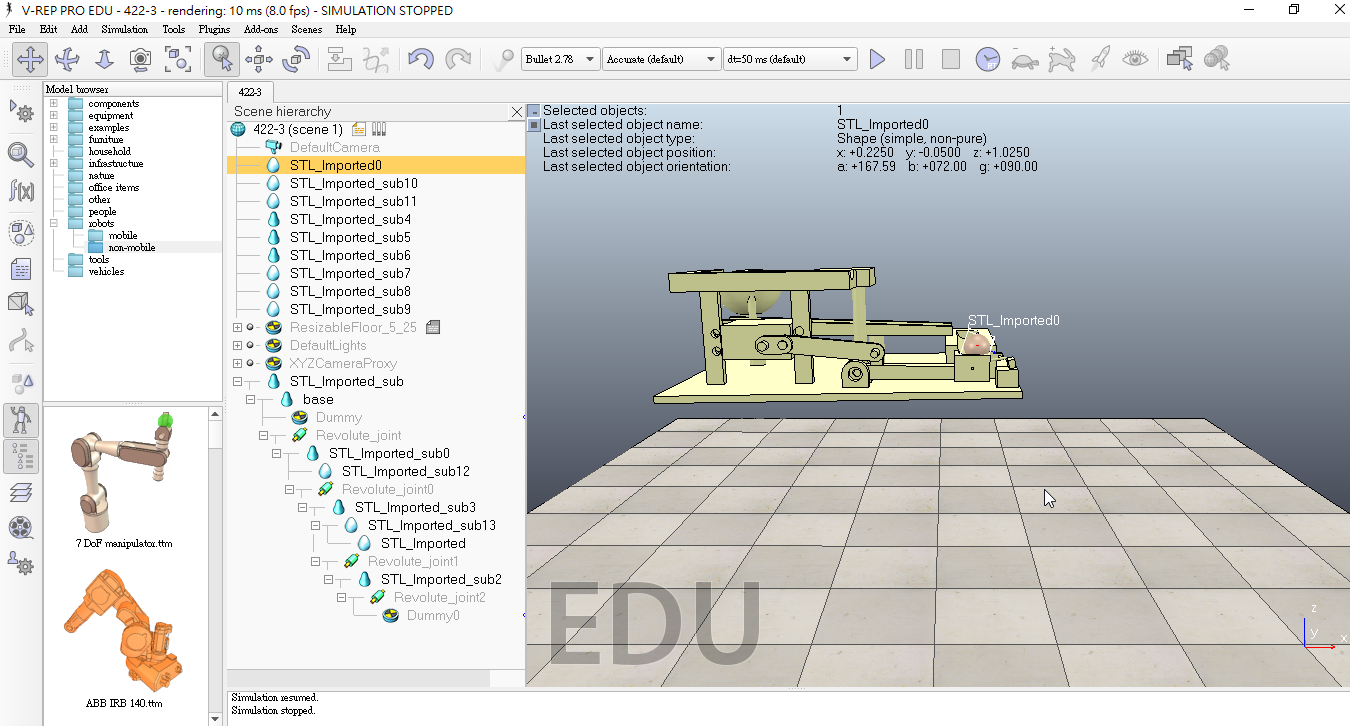 V-REP PRO EDU - 422-3 - rendering: 10 ms (8.0 fps) - SIMULATION STOPPED
File Edit Add Simulation Tools Plugins Add-ons Scenes Help
Bullet 2.78 Accurate (default) dt=50 ms (default) RT
f(x)
Model browser
components
equipment
examples
furniture
household
infrastructure
nature
office items
other
people
robots
mobile
non-mobile
tools
vehicles
7 DoF manipulator.ttm
ABB IRB 140.ttm
422-3
Scene hierarchy
422-3 (scene 1)
DefaultCamera
STL_Imported0
STL_Imported_sub10
STL_Imported_sub11
STL_Imported_sub4
STL_Imported_sub5
STL_Imported_sub6
STL_Imported_sub7
STL_Imported_sub8
STL_Imported_sub9
ResizableFloor_5_25
DefaultLights
XYZCameraProxy
STL_Imported_sub
base
Dummy
Revolute_joint
STL_Imported_sub0
STL_Imported_sub12
Revolute_joint0
STL_Imported_sub3
STL_Imported_sub13
STL_Imported
Revolute_joint1
STL_Imported_sub2
Revolute_joint2
Dummy0
Selected objects: 1
Last selected object name: STL_Imported0
Last selected object type: Shape (simple, non-pure)
Last selected object position: x: +0.2250 y: -0.0500 z: +1.0250
Last selected object orientation: a: +167.59 b: +072.00 g: +090.00
STL_Imported0
EDU
z
y
x
Simulation resumed.
Simulation stopped.